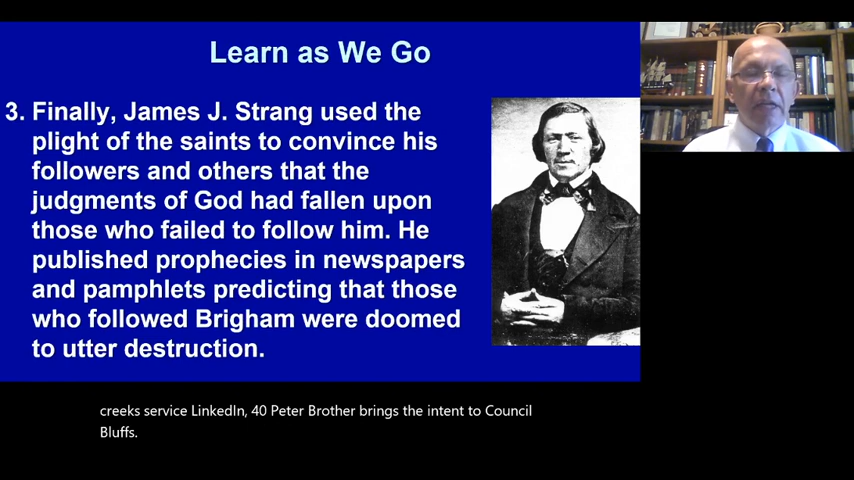 Learn as We Go
3. Finally, James J. Strang used the
plight of the saints to convince his
followers and others that the
judgments of God had fallen upon
those who failed to follow him. He
published prophecies in newspapers
and pamphlets predicting that those
who followed Brigham were doomed
to utter destruction.
creeks service LinkedIn, 40 Peter Brother brings the intent to Council
Bluffs.